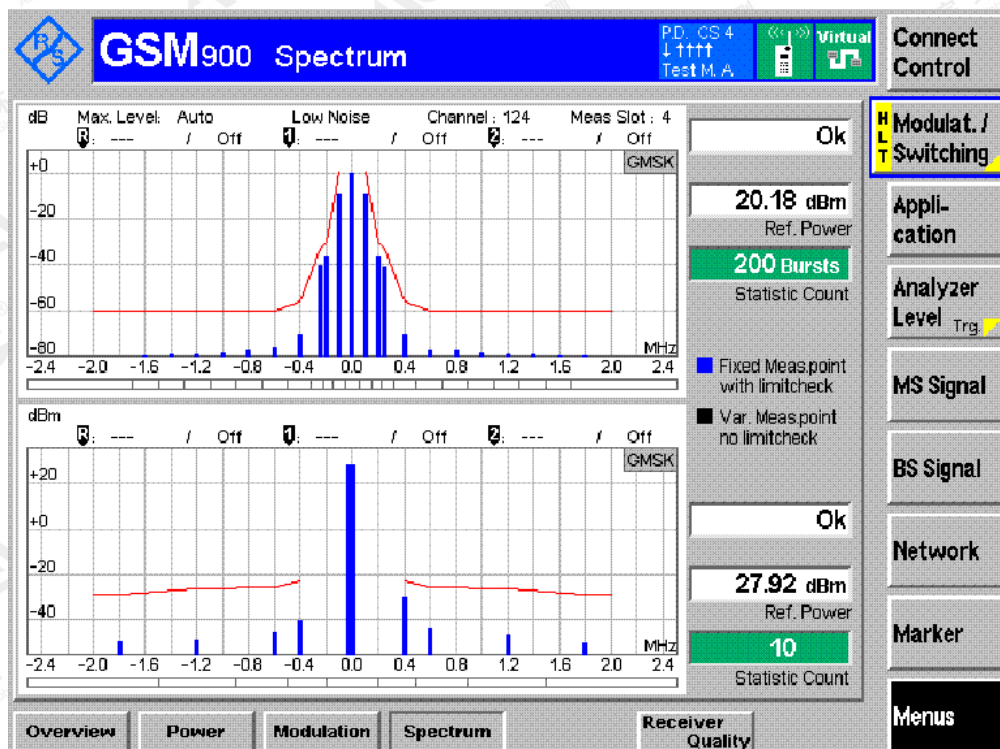 R/S
GSM900 Spectrum
P.D. CS 4
Test M. A
Virtual
Connect Control
dB Max. Level: Auto Low Noise Channel : 124 Meas Slot : 4
R: --- / Off 1: --- / Off 2: --- / Off
GMSK
+0
-20
-40
-60
-80
MHz
-2.4 -2.0 -1.6 -1.2 -0.8 -0.4 0.0 0.4 0.8 1.2 1.6 2.0 2.4
Ok
20.18 dBm
Ref. Power
200 Bursts
Statistic Count
Fixed Meas.point
with limitcheck
Var. Meas.point
no limitcheck
dBm
R: --- / Off 1: --- / Off 2: --- / Off
GMSK
+20
+0
-20
-40
MHz
-2.4 -2.0 -1.6 -1.2 -0.8 -0.4 0.0 0.4 0.8 1.2 1.6 2.0 2.4
Ok
27.92 dBm
Ref. Power
10
Statistic Count
HLT
Modulat. /
Switching
Appli-
cation
Analyzer
Level Trg.
MS Signal
BS Signal
Network
Marker
Menus
Overview Power Modulation Spectrum Receiver
Quality